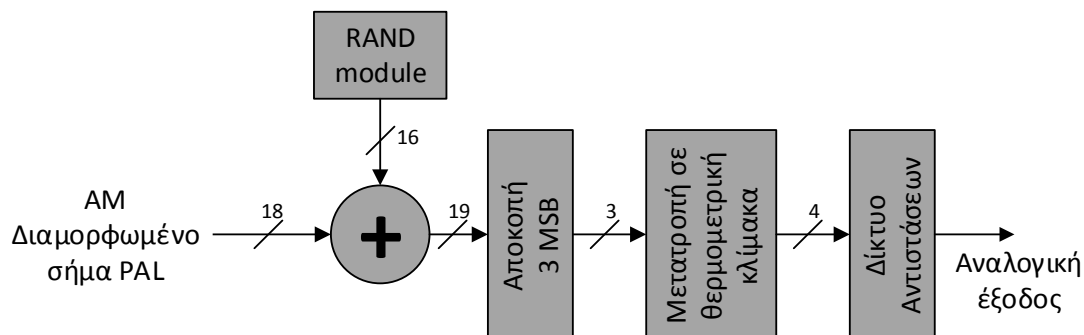 RAND
module
16
AM
Διαμορφωμένο
σήμα PAL
18
+
19
Αποκοπή
3 MSB
3
Μετατροπή σε
θερμομετρική
κλίμακα
4
Δίκτυο
Αντιστάσεων
Αναλογική
έξοδος